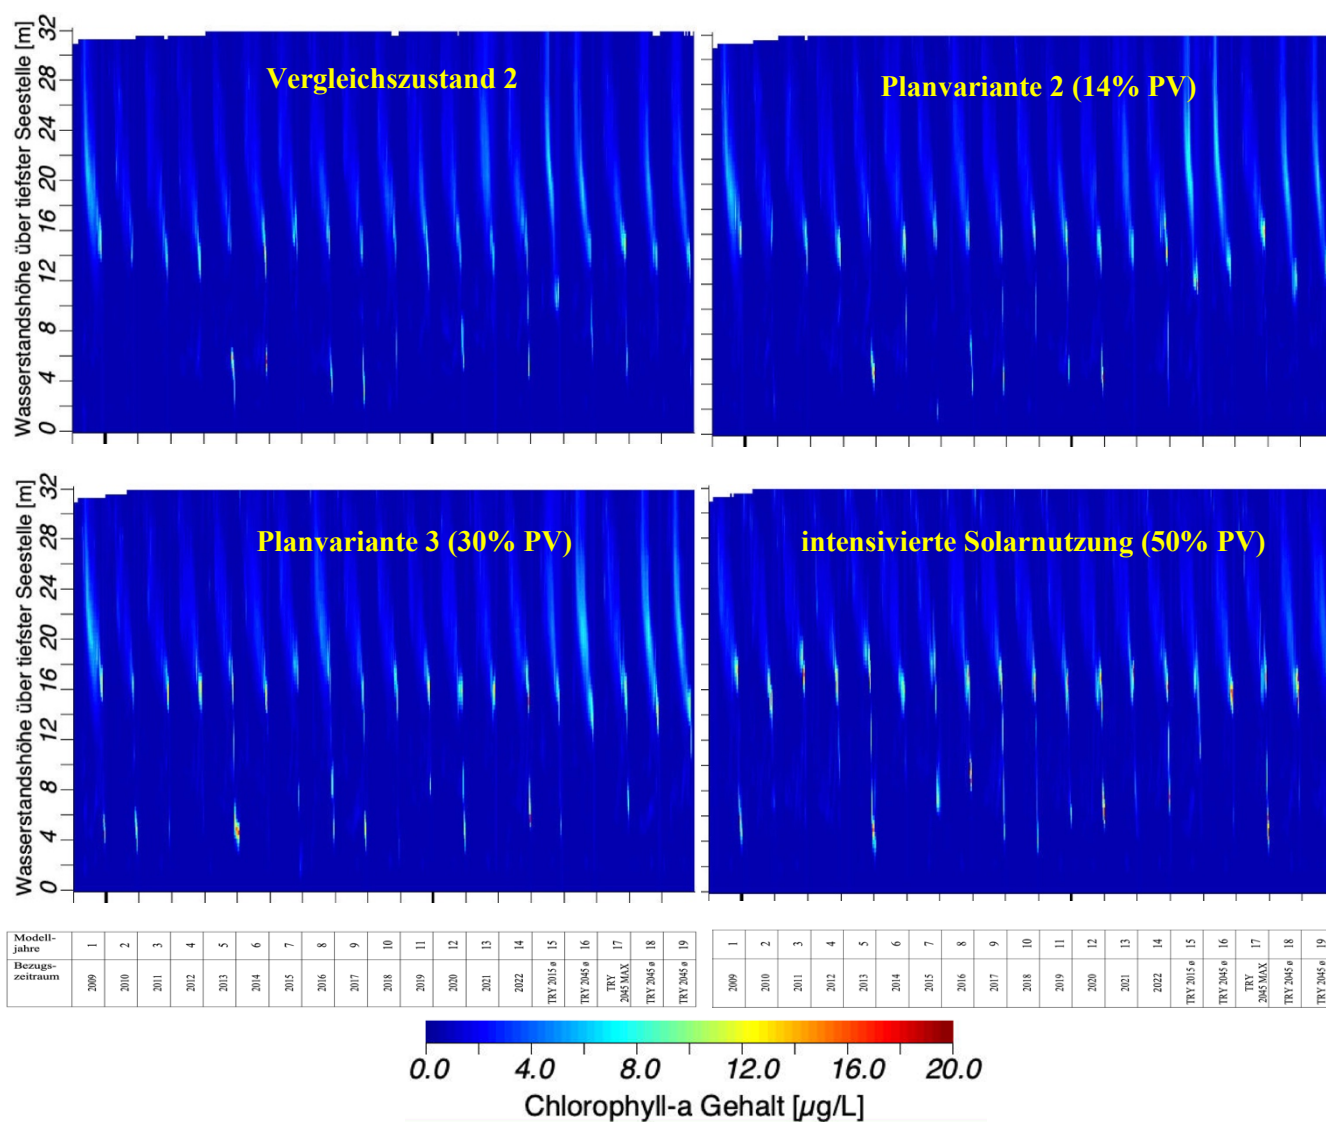 Wasserstandshöhe über tiefster Seestelle [m]
32
28
24
20
16
12
8
4
0
Vergleichszustand 2
Planvariante 2 (14% PV)
Wasserstandshöhe über tiefster Seestelle [m]
32
28
24
20
16
12
8
4
0
Planvariante 3 (30% PV)
intensivierte Solarnutzung (50% PV)
Modell-
jahre
1 2 3 4 5 6 7 8 9 10 11 12 13 14 15 16 17 18 19
Bezugs-
zeitraum
2009 2010 2011 2012 2013 2014 2015 2016 2017 2018 2019 2020 2021 2022 TRY 2015 ø TRY 2045 ø TRY 2045 MAX TRY 2045 ø TRY 2045 ø
1 2 3 4 5 6 7 8 9 10 11 12 13 14 15 16 17 18 19
2009 2010 2011 2012 2013 2014 2015 2016 2017 2018 2019 2020 2021 2022 TRY 2015 ø TRY 2045 ø TRY 2045 MAX TRY 2045 ø TRY 2045 ø
0.0 4.0 8.0 12.0 16.0 20.0
Chlorophyll-a Gehalt [µg/L]